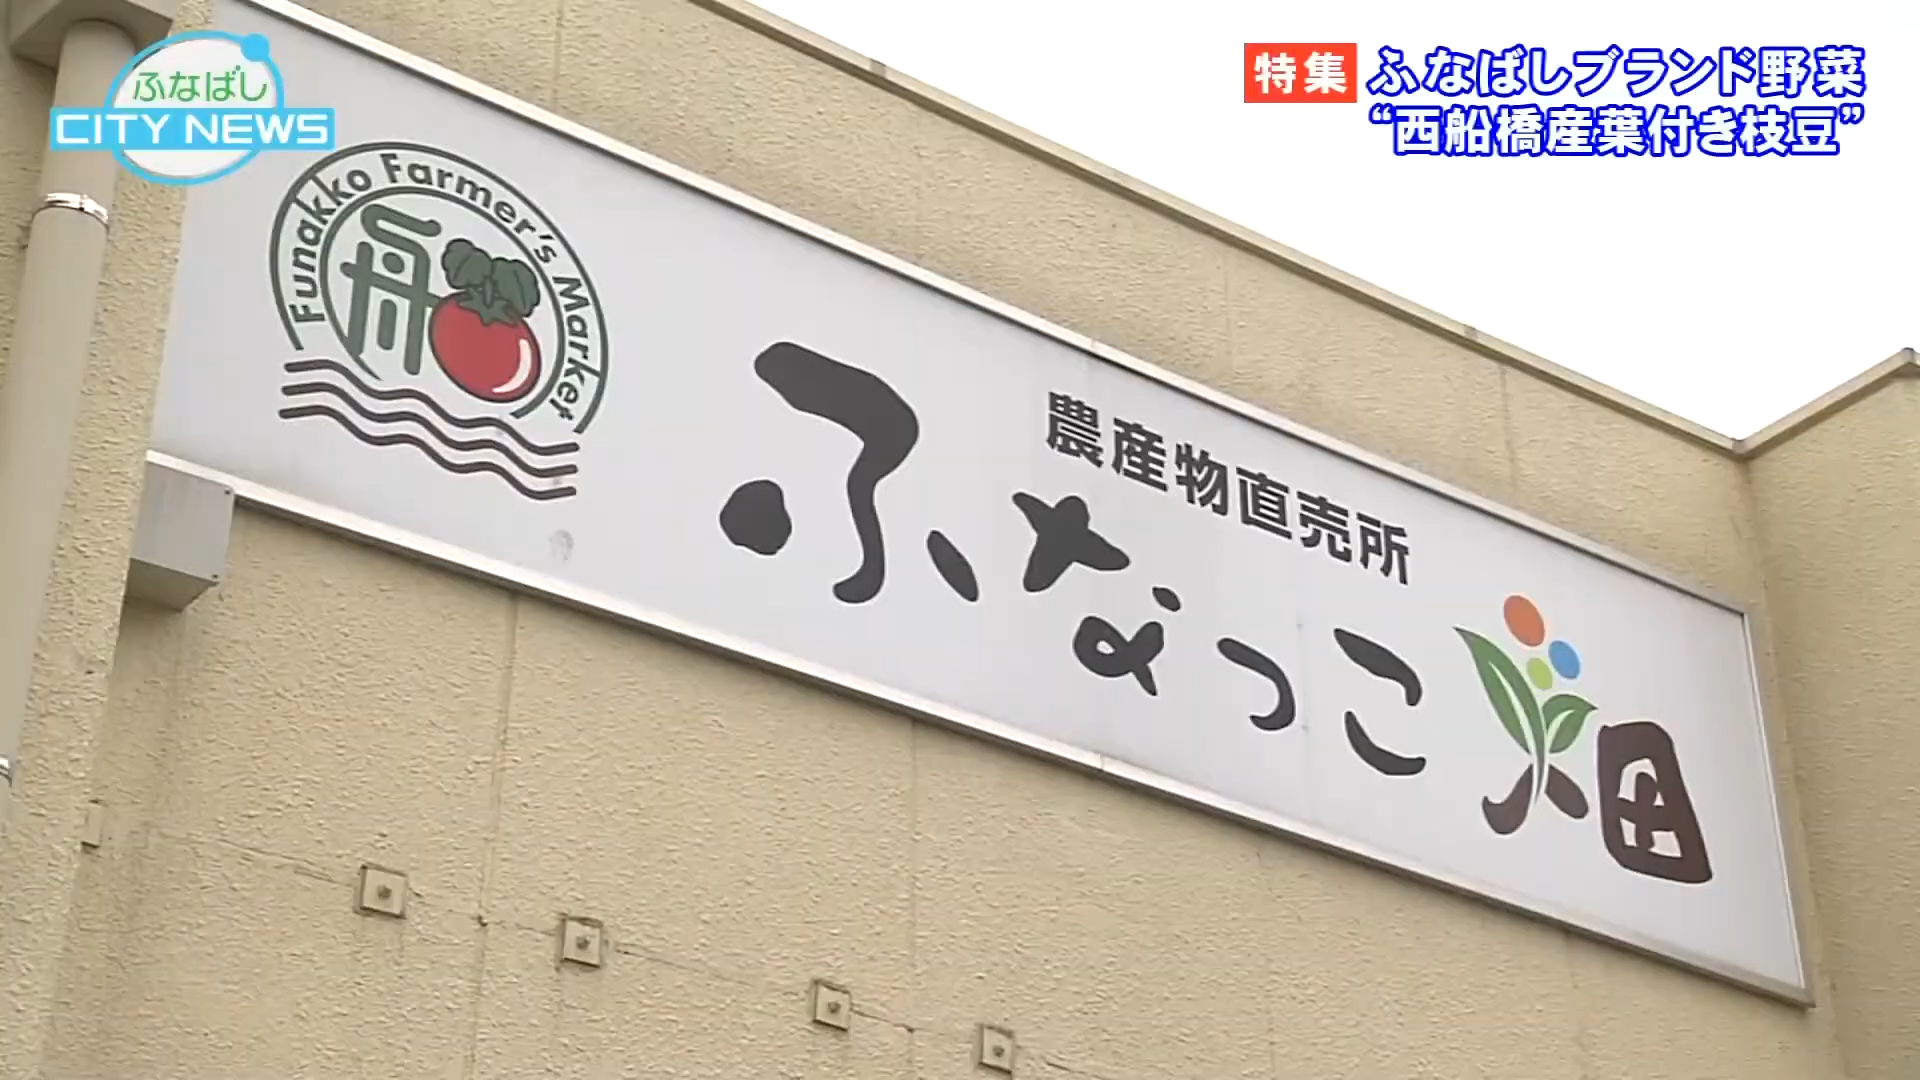 ふなばし
CITY NEWS
特集 ふなばしブランド野菜
“西船橋産葉付き枝豆”
Funakko Farmer's Market
舟
農産物直売所
ふなっこ畑